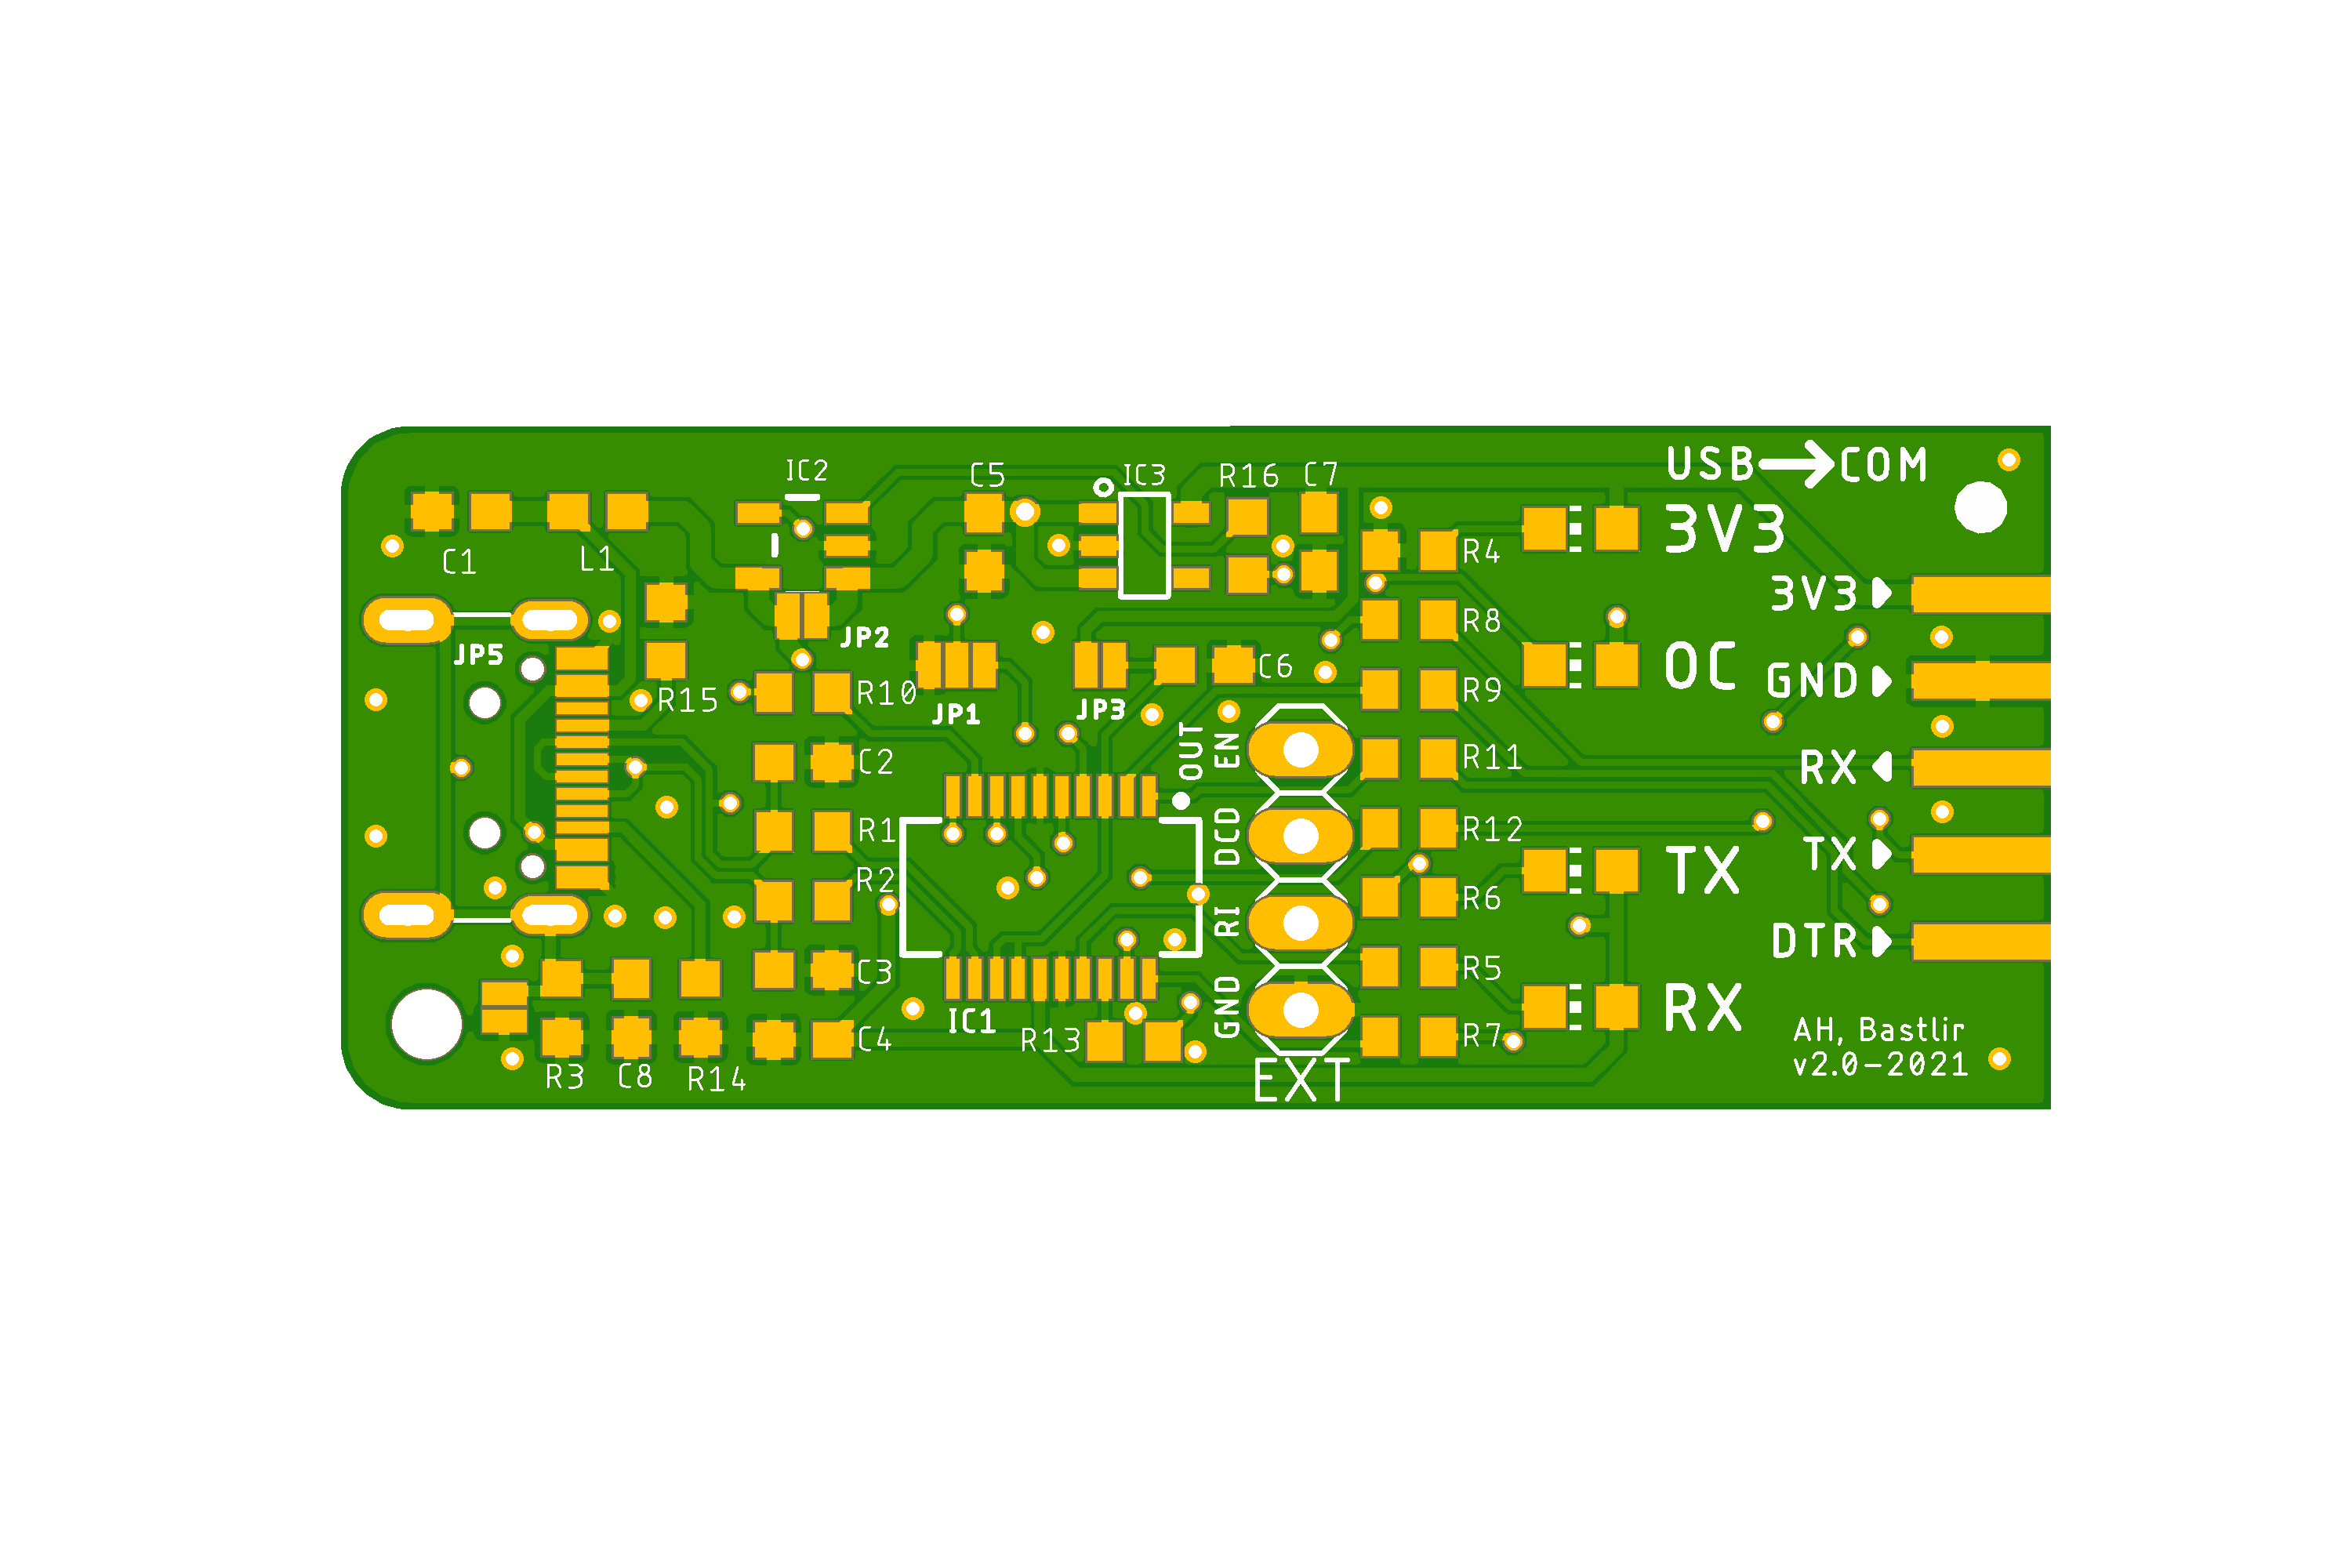 USB COM
IC2
C5
IC3
R16
C7
3V3
C1
L1
R4
3V3
R8
JP2
JP5
C6
OC
GND
R15
R10
R9
JP1
JP3
OUT
EN
R11
C2
RX
R1
DCD
R12
TX
TX
R2
R6
RI
DTR
C3
R5
GND
RX
IC1
R13
C4
R7
AH, Bastlir
v2.0-2021
R3
C8
R14
EXT